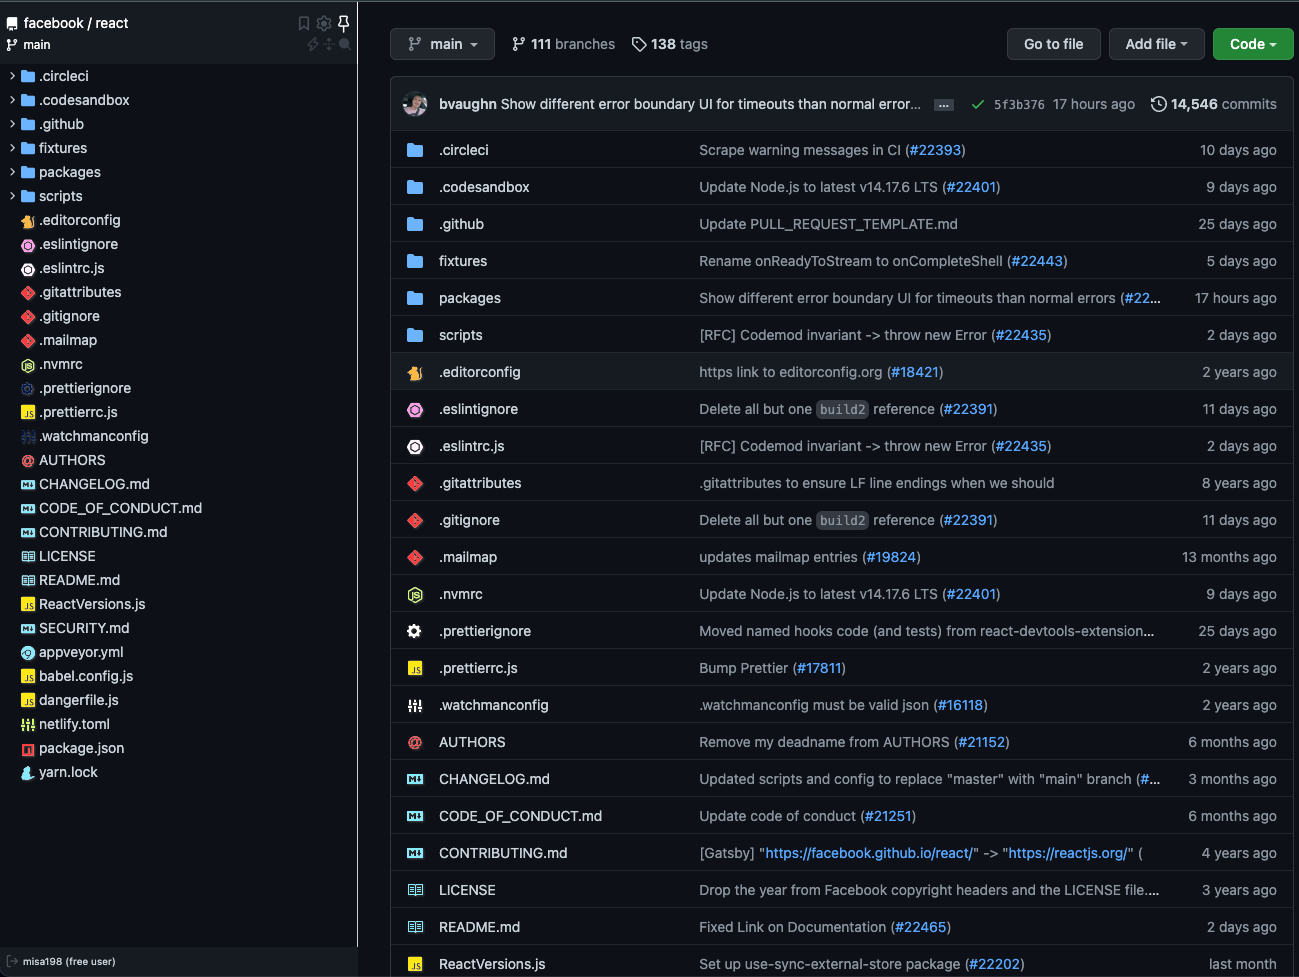 facebook / react
main
.circleci
.codesandbox
.github
fixtures
packages
scripts
.editorconfig
.eslintignore
.eslintrc.js
.gitattributes
.gitignore
.mailmap
.nvmrc
.prettierignore
.prettierrc.js
.watchmanconfig
AUTHORS
CHANGELOG.md
CODE_OF_CONDUCT.md
CONTRIBUTING.md
LICENSE
README.md
ReactVersions.js
SECURITY.md
appveyor.yml
babel.config.js
dangerfile.js
netlify.toml
package.json
yarn.lock
misa198 (free user)
main 111 branches 138 tags Go to file Add file Code
bvaughn Show different error boundary UI for timeouts than normal error... ... 5f3b376 17 hours ago 14,546 commits
.circleci Scrape warning messages in CI (#22393) 10 days ago
.codesandbox Update Node.js to latest v14.17.6 LTS (#22401) 9 days ago
.github Update PULL_REQUEST_TEMPLATE.md 25 days ago
fixtures Rename onReadyToStream to onCompleteShell (#22443) 5 days ago
packages Show different error boundary UI for timeouts than normal errors (#22... 17 hours ago
scripts [RFC] Codemod invariant -> throw new Error (#22435) 2 days ago
.editorconfig https link to editorconfig.org (#18421) 2 years ago
.eslintignore Delete all but one build2 reference (#22391) 11 days ago
.eslintrc.js [RFC] Codemod invariant -> throw new Error (#22435) 2 days ago
.gitattributes .gitattributes to ensure LF line endings when we should 8 years ago
.gitignore Delete all but one build2 reference (#22391) 11 days ago
.mailmap updates mailmap entries (#19824) 13 months ago
.nvmrc Update Node.js to latest v14.17.6 LTS (#22401) 9 days ago
.prettierignore Moved named hooks code (and tests) from react-devtools-extension... 25 days ago
.prettierrc.js Bump Prettier (#17811) 2 years ago
.watchmanconfig .watchmanconfig must be valid json (#16118) 2 years ago
AUTHORS Remove my deadname from AUTHORS (#21152) 6 months ago
CHANGELOG.md Updated scripts and config to replace "master" with "main" branch (#... 3 months ago
CODE_OF_CONDUCT.md Update code of conduct (#21251) 6 months ago
CONTRIBUTING.md [Gatsby] "https://facebook.github.io/react/" -> "https://reactjs.org/" ( 4 years ago
LICENSE Drop the year from Facebook copyright headers and the LICENSE file.... 3 years ago
README.md Fixed Link on Documentation (#22465) 2 days ago
ReactVersions.js Set up use-sync-external-store package (#22202) last month